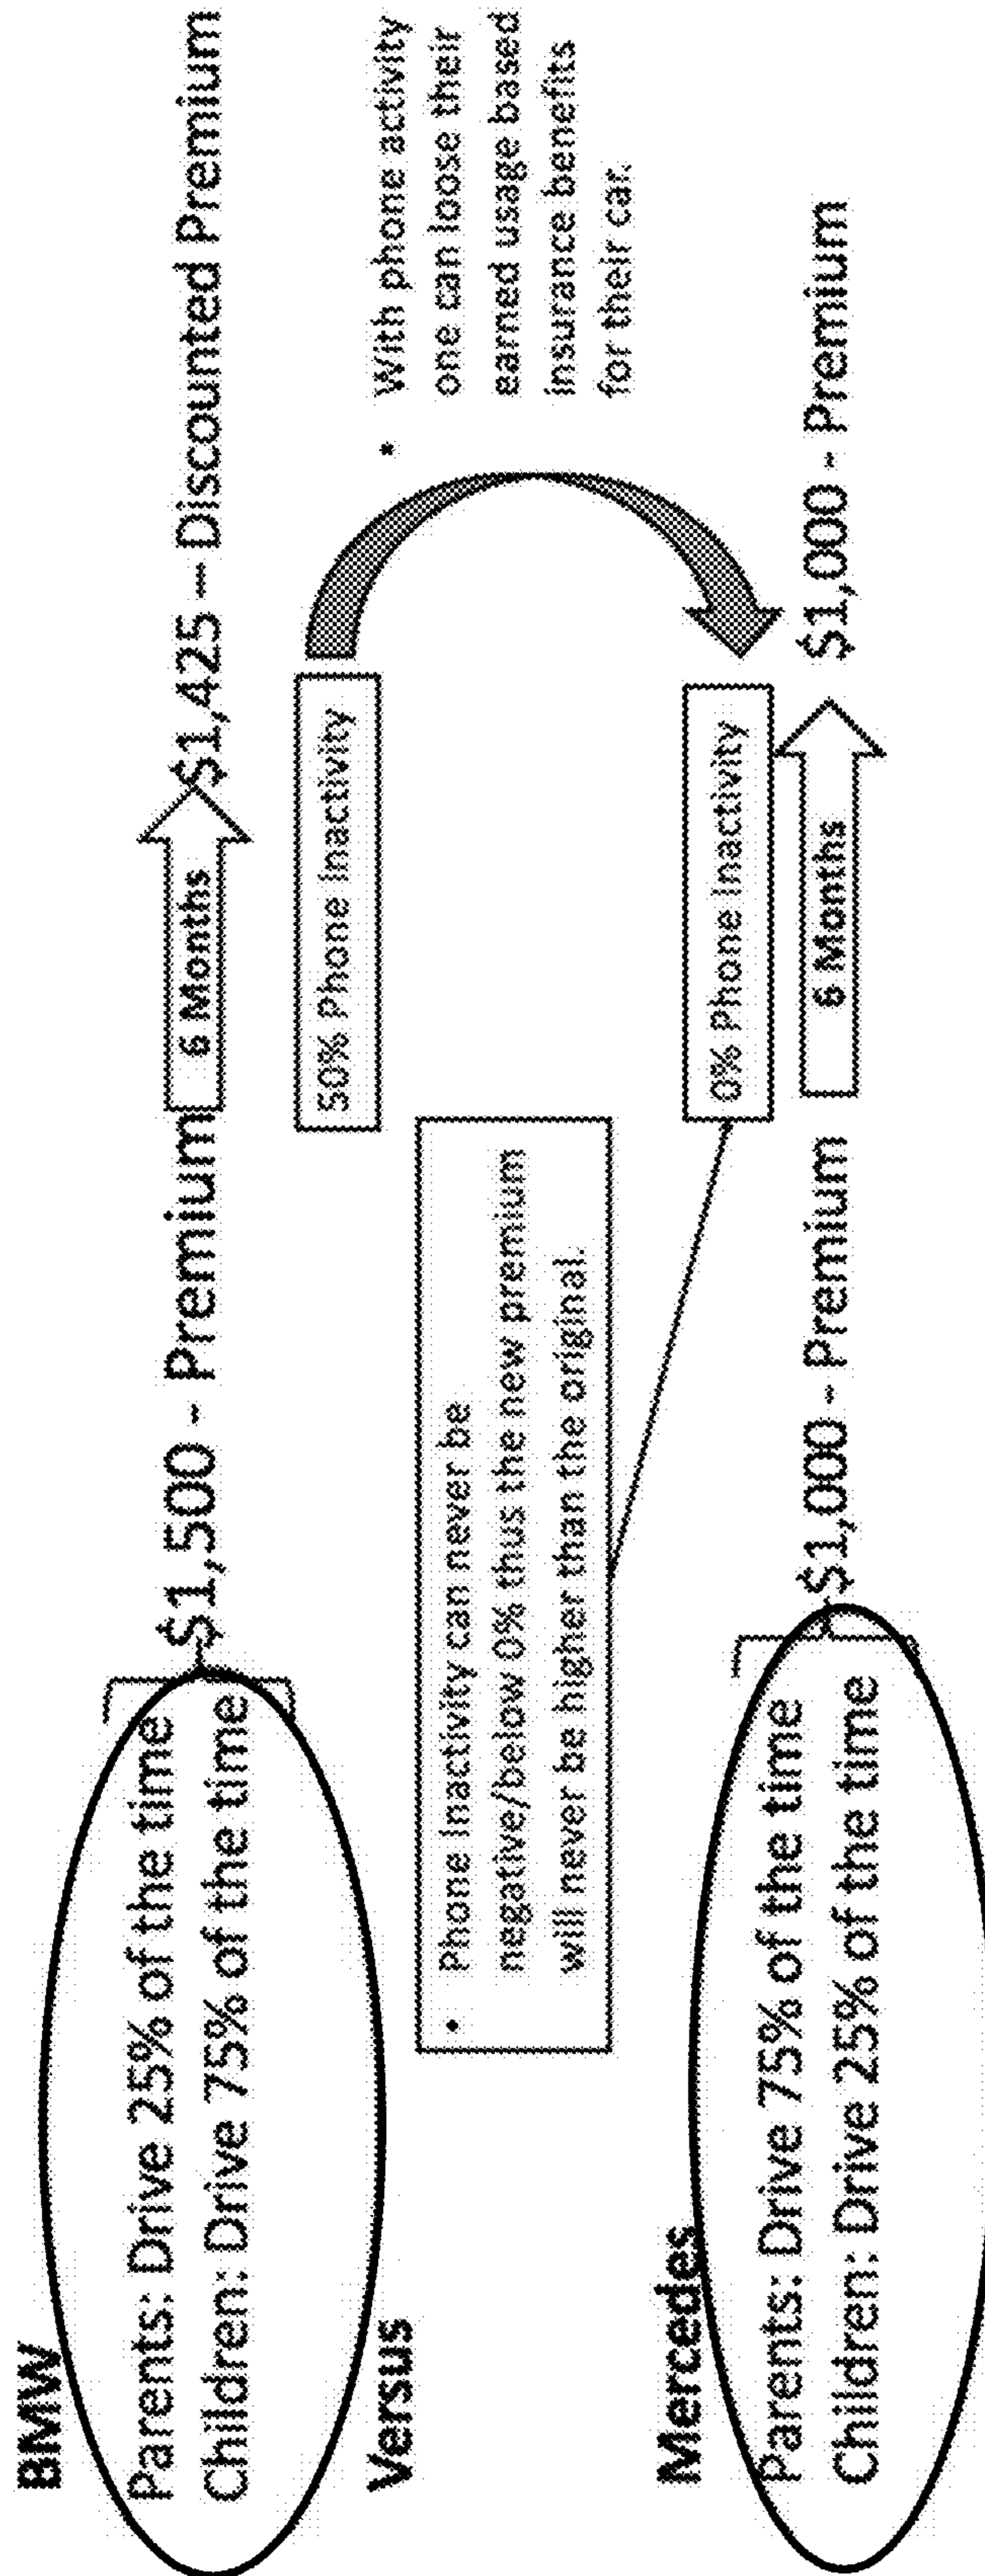 BMW
Parents: Drive 25% of the time
Children: Drive 75% of the time
$1,500 - Premium
6 Months
$1,425 – Discounted Premium
50% Phone Inactivity
Versus
• Phone Inactivity can never be
negative/below 0% thus the new premium
will never be higher than the original.
* With phone activity
one can loose their
earned usage based
insurance benefits
for their car.
0% Phone Inactivity
Mercedes
Parents: Drive 75% of the time
Children: Drive 25% of the time
$1,000 - Premium
6 Months
$1,000 - Premium